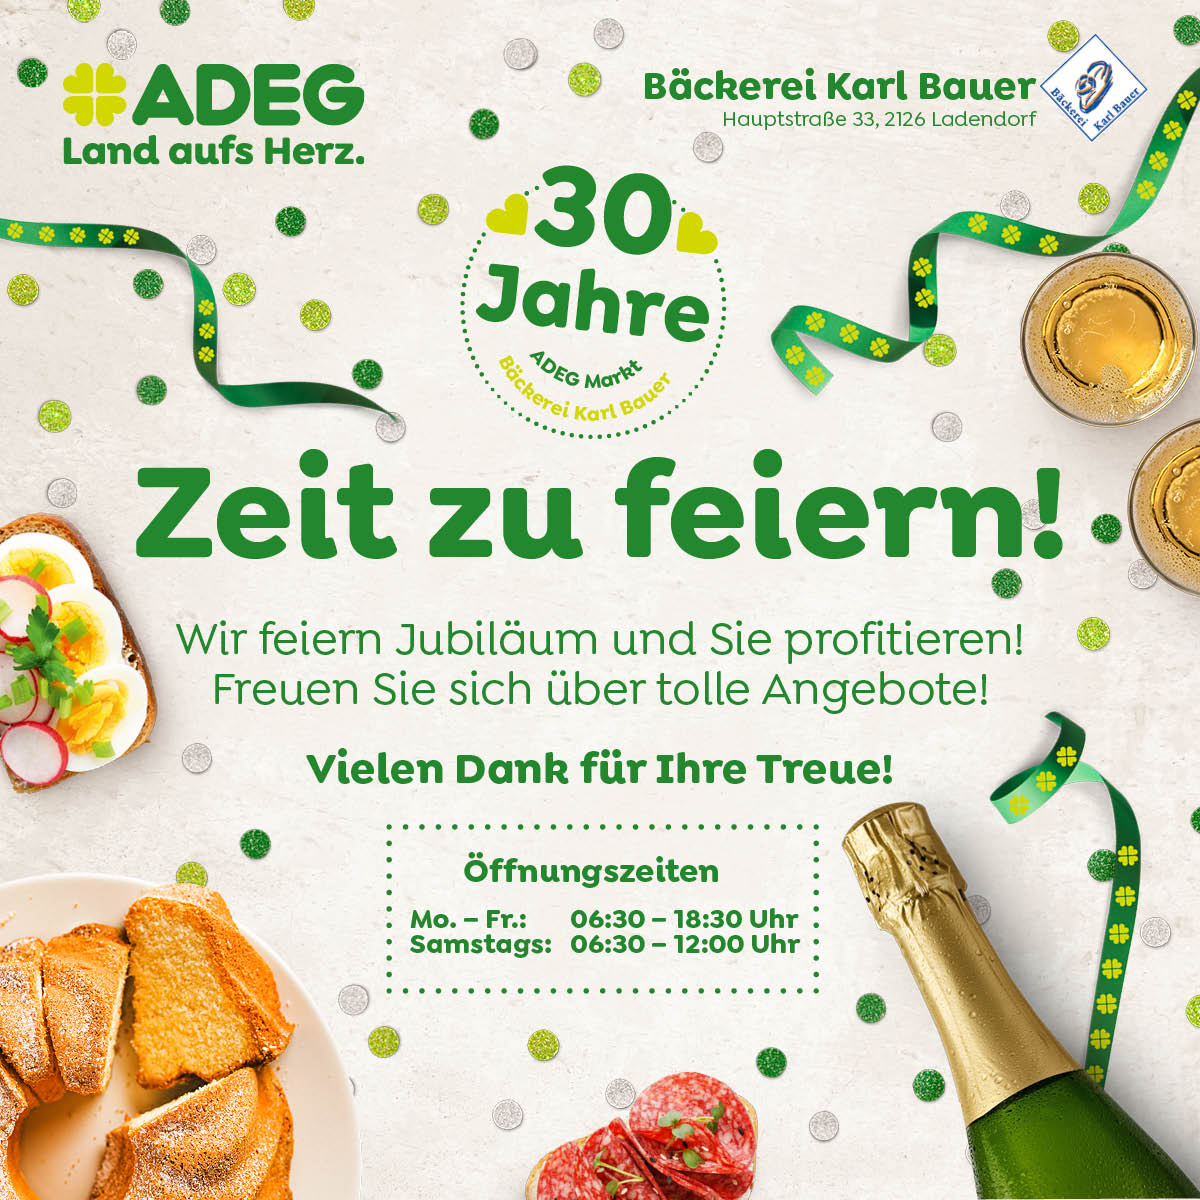 ADEG
Land aufs Herz.
Bäckerei Karl Bauer
Hauptstraße 33, 2126 Ladendorf
Bäckerei
Karl Bauer
30
Jahre
ADEG Markt
Bäckerei Karl Bauer
Zeit zu feiern!
Wir feiern Jubiläum und Sie profitieren!
Freuen Sie sich über tolle Angebote!
Vielen Dank für Ihre Treue!
Öffnungszeiten
Mo. – Fr.: 06:30 – 18:30 Uhr
Samstags: 06:30 – 12:00 Uhr